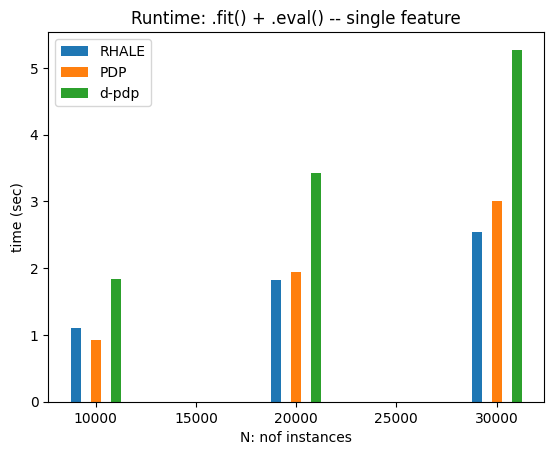 Runtime: .fit() + .eval() -- single feature
RHALE
PDP
d-pdp
time (sec)
5
4
3
2
1
0
10000 15000 20000 25000 30000
N: nof instances